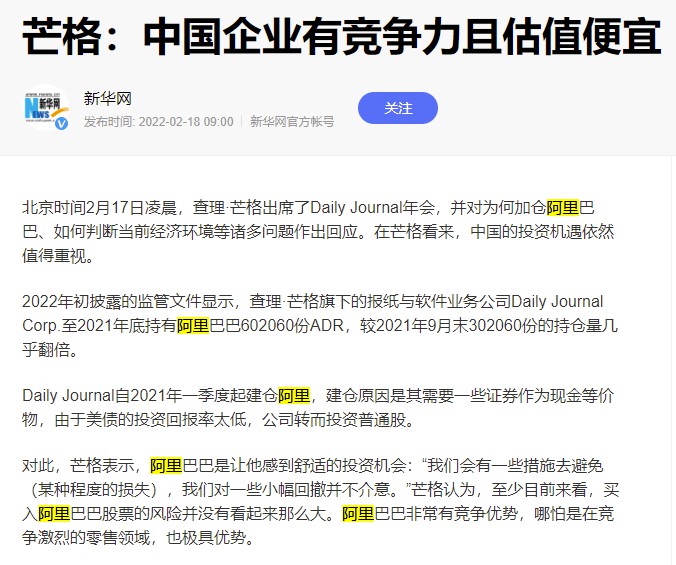 芒格：中国企业有竞争力且估值便宜
www.news.cn
新华网
News
新华网
发布时间: 2022-02-18 09:00 新华网官方帐号
关注
北京时间2月17日凌晨，查理·芒格出席了Daily Journal年会，并对为何加仓阿里巴
巴、如何判断当前经济环境等诸多问题作出回应。在芒格看来，中国的投资机遇依然
值得重视。
2022年初披露的监管文件显示，查理·芒格旗下的报纸与软件业务公司Daily Journal
Corp.至2021年底持有阿里巴巴602060份ADR，较2021年9月末302060份的持仓量几
乎翻倍。
Daily Journal自2021年一季度起建仓阿里，建仓原因是其需要一些证券作为现金等价
物，由于美债的投资回报率太低，公司转而投资普通股。
对此，芒格表示，阿里巴巴是让他感到舒适的投资机会：“我们会有一些措施去避免
（某种程度的损失），我们对一些小幅回撤并不介意。”芒格认为，至少目前来看，买
入阿里巴巴股票的风险并没有看起来那么大。阿里巴巴非常有竞争优势，哪怕是在竞
争激烈的零售领域，也极具优势。